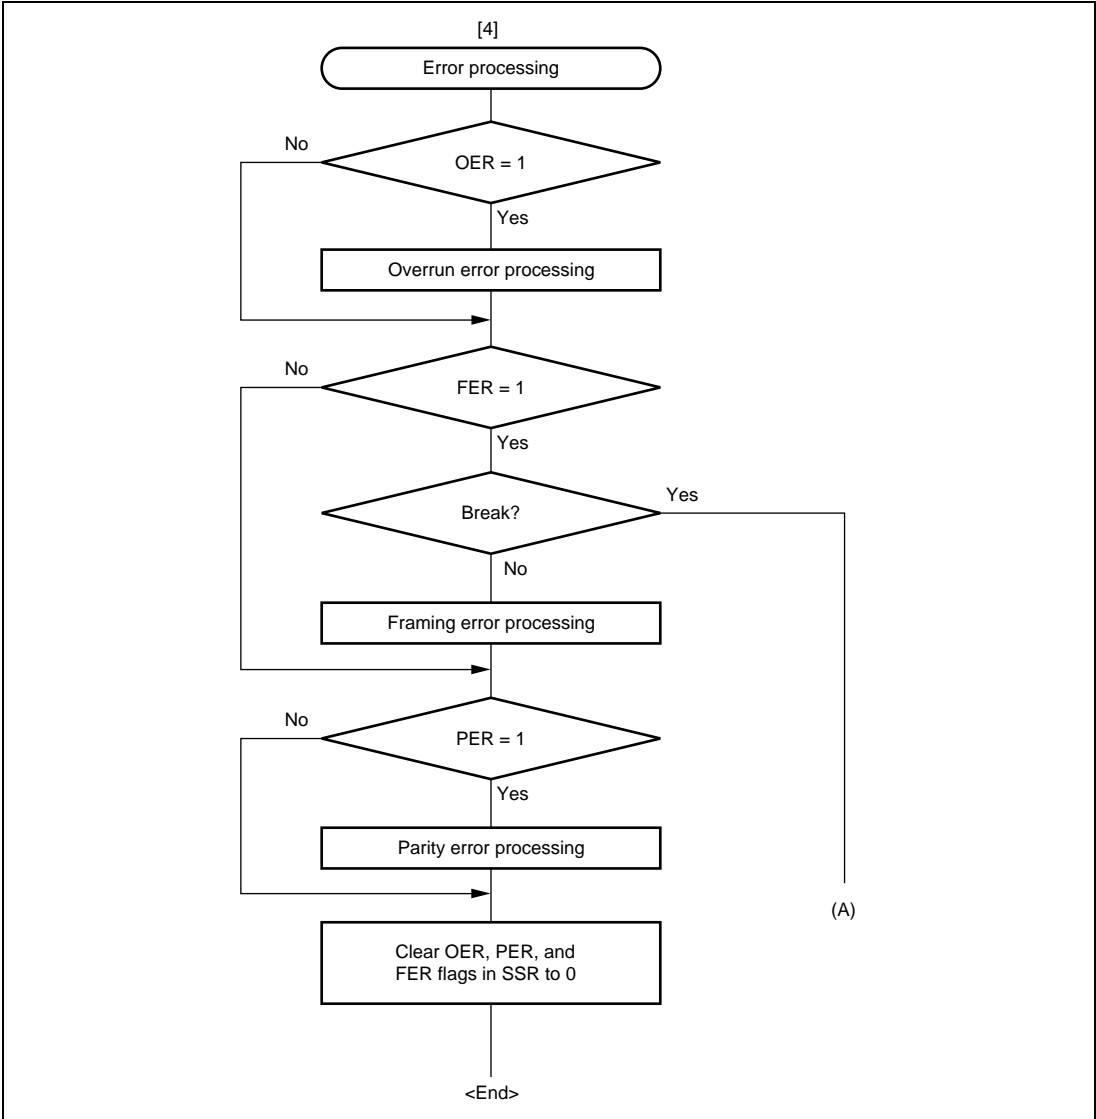 [4]
Error processing
No
OER = 1
Yes
Overrun error processing
No
FER = 1
Yes
Break?
Yes
No
Framing error processing
No
PER = 1
Yes
Parity error processing
(A)
Clear OER, PER, and
FER flags in SSR to 0
<End>